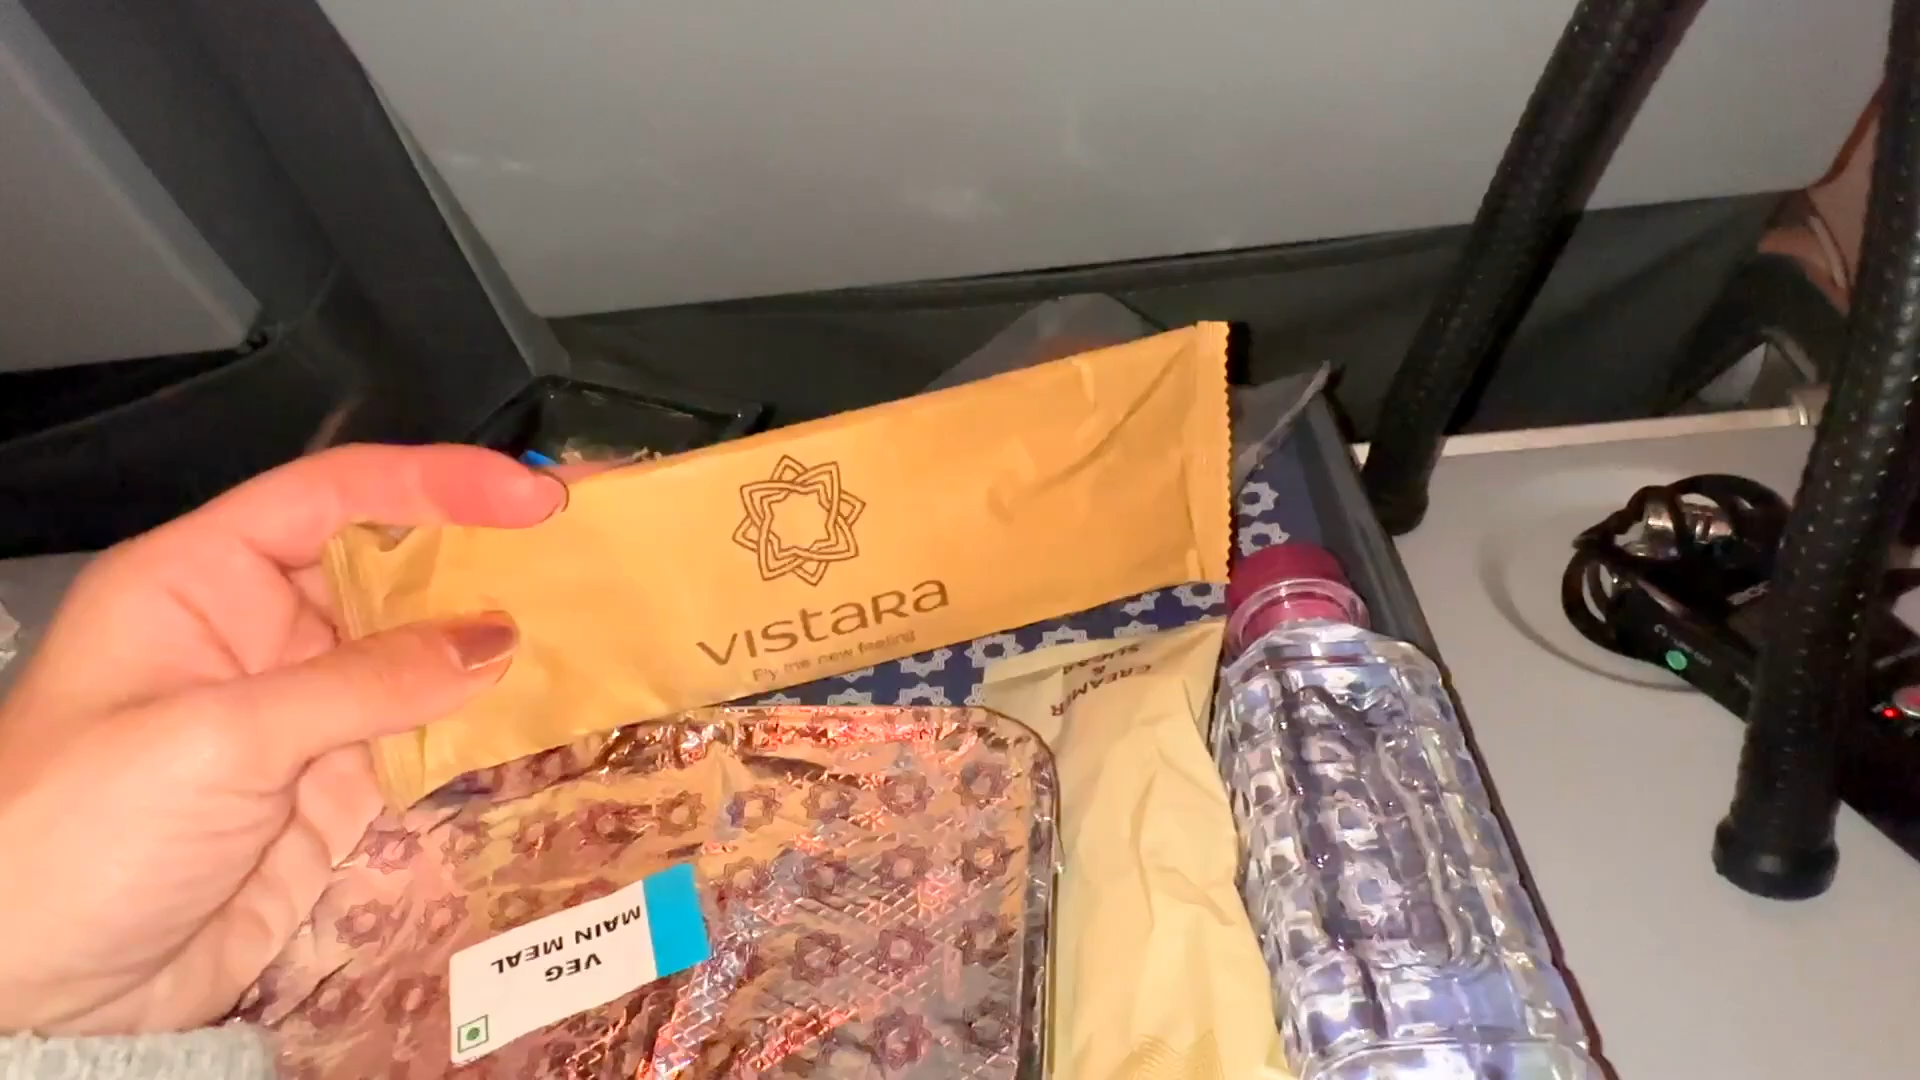 VISTARA
Fly the new feeling
CREAMER
&
SUGAR
VEG
MAIN MEAL